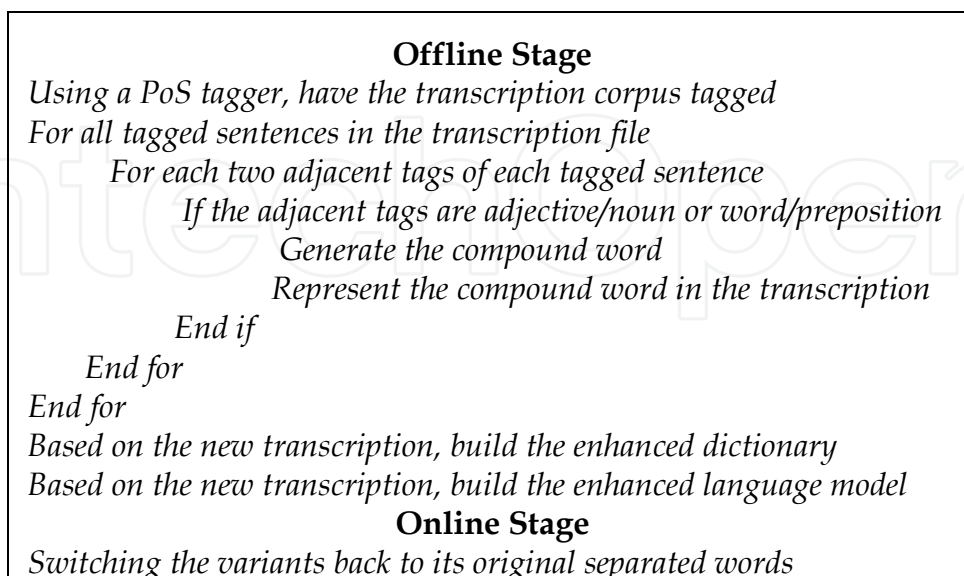 Offline Stage
Using a PoS tagger, have the transcription corpus tagged
For all tagged sentences in the transcription file
For each two adjacent tags of each tagged sentence
If the adjacent tags are adjective/noun or word/preposition
Generate the compound word
Represent the compound word in the transcription
End if
End for
End for
Based on the new transcription, build the enhanced dictionary
Based on the new transcription, build the enhanced language model
Online Stage
Switching the variants back to its original separated words